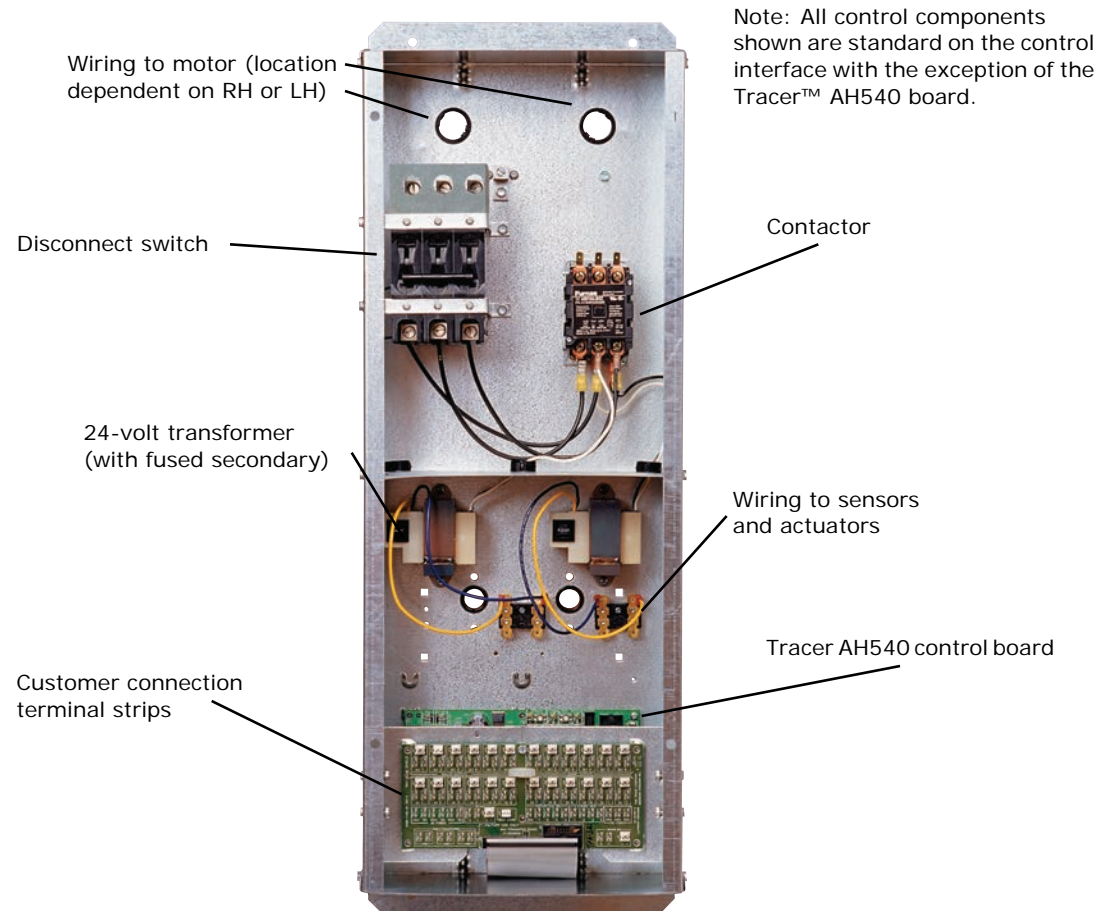 Note: All control components
shown are standard on the control
interface with the exception of the
Tracer™ AH540 board.
Wiring to motor (location
dependent on RH or LH)
Disconnect switch
Contactor
24-volt transformer
(with fused secondary)
Wiring to sensors
and actuators
Tracer AH540 control board
Customer connection
terminal strips